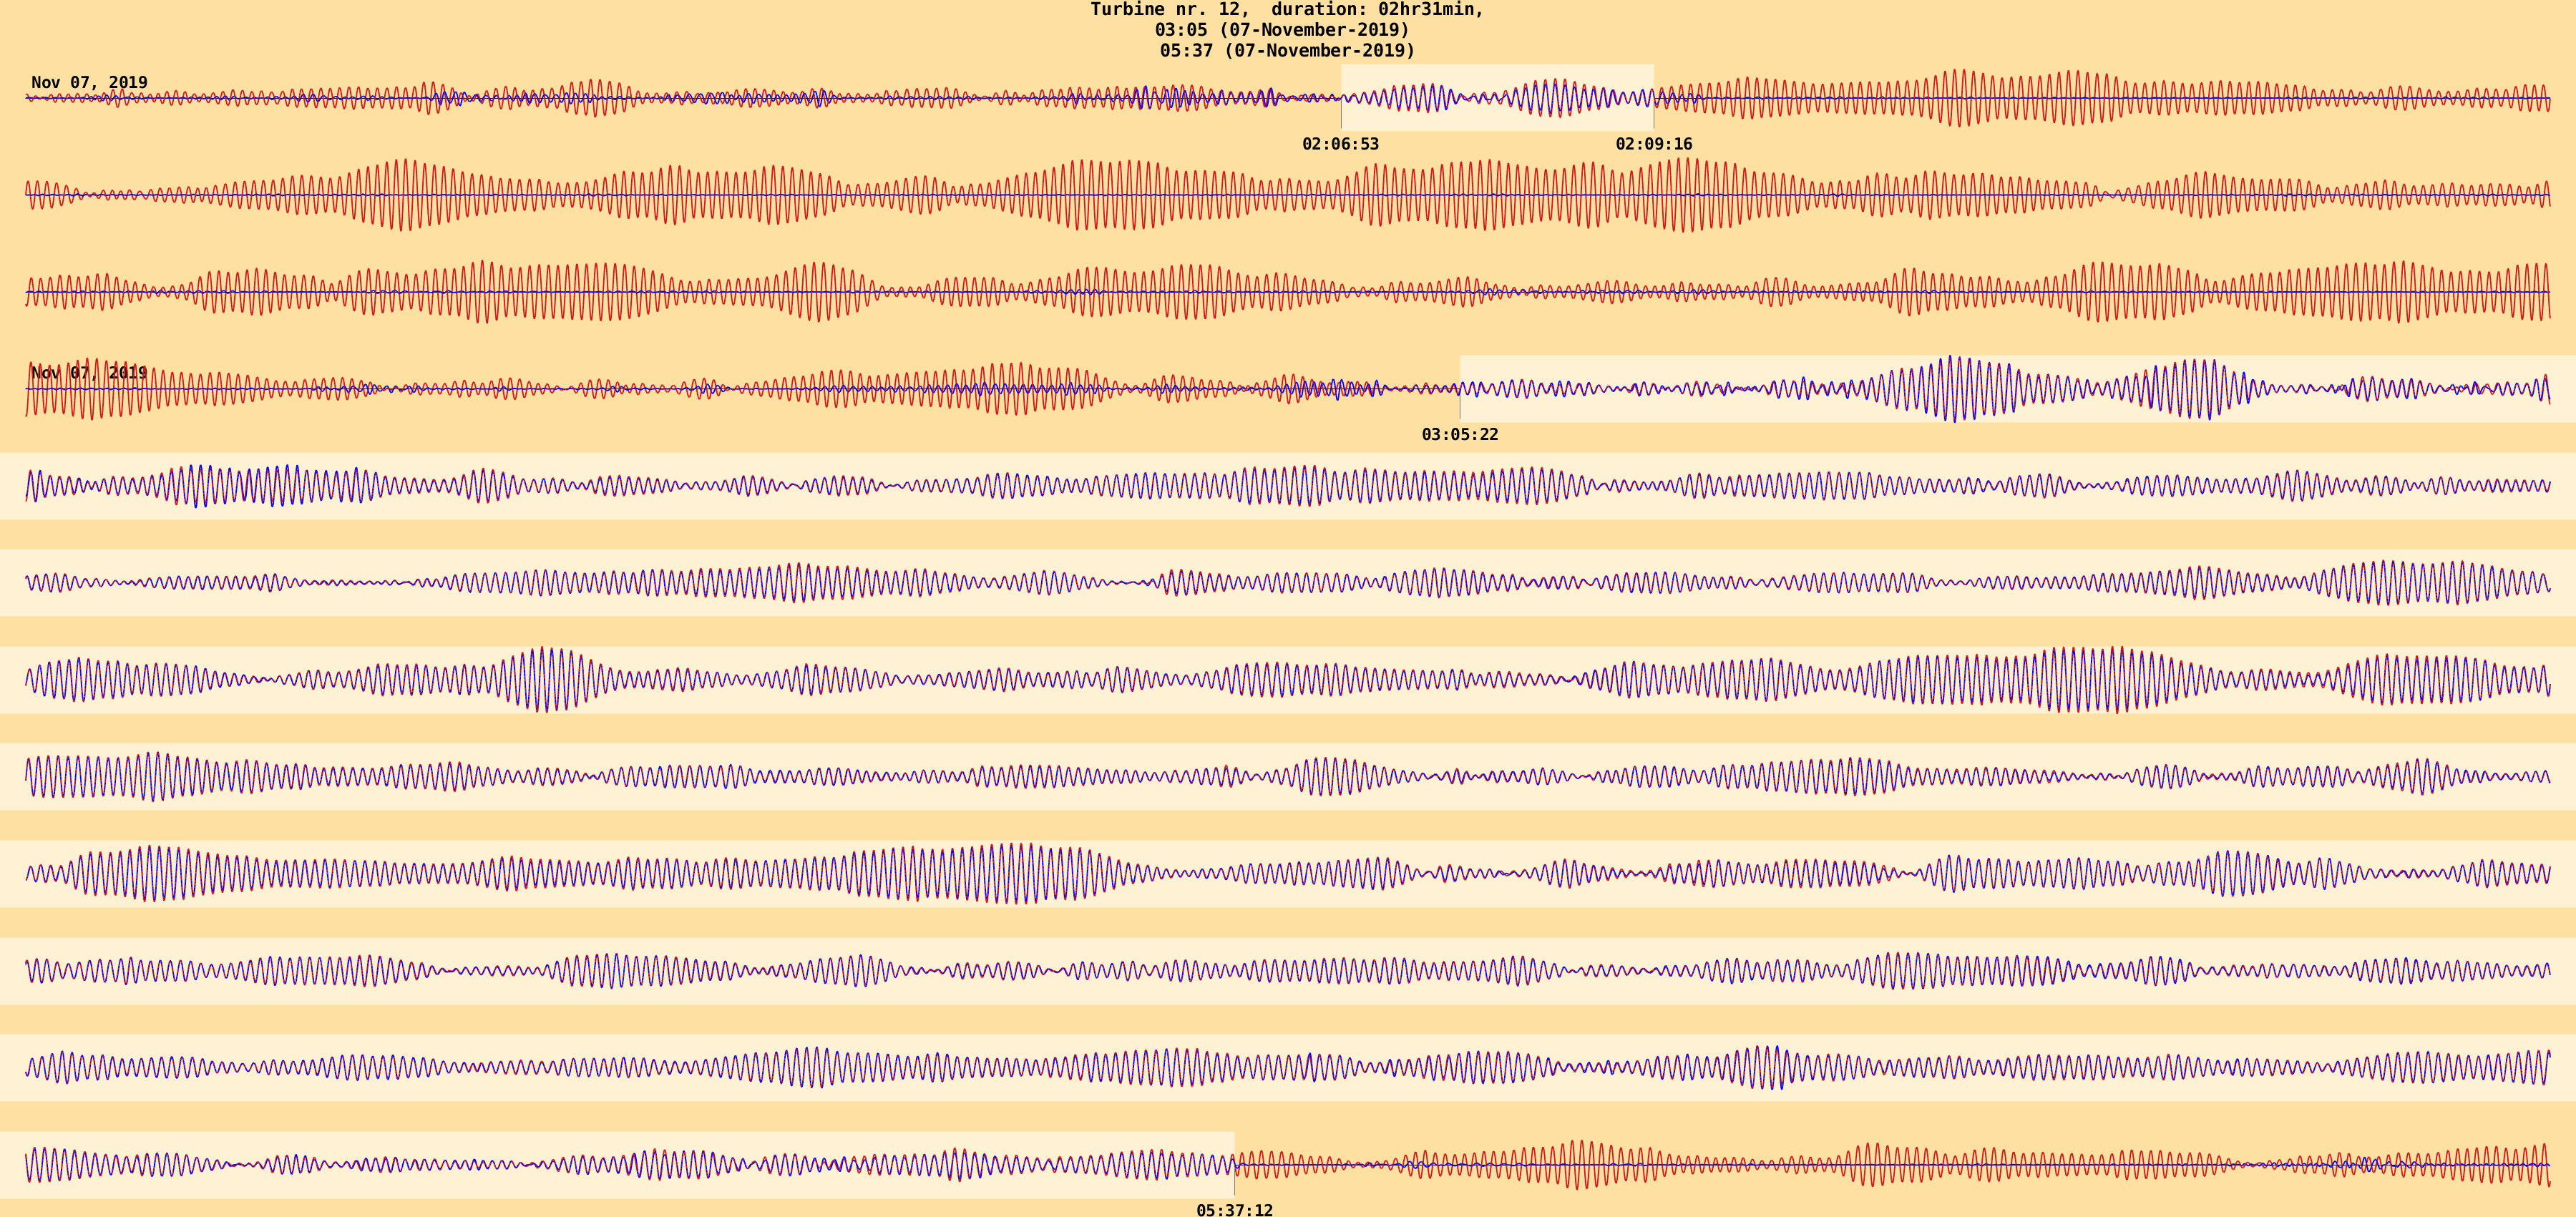 Turbine nr. 12,  duration: 02hr31min,
03:05 (07-November-2019)
05:37 (07-November-2019)
Nov 07, 2019
02:06:53
02:09:16
Nov 07, 2019
03:05:22
05:37:12